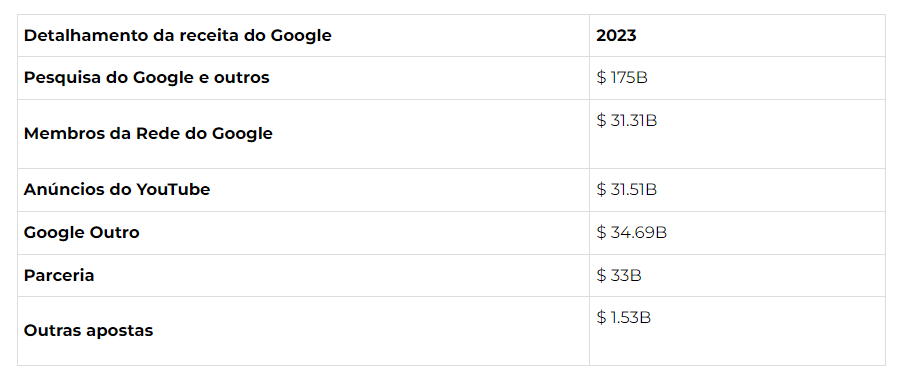 Detalhamento da receita do Google 2023
Pesquisa do Google e outros $ 175B
Membros da Rede do Google $ 31.31B
Anúncios do YouTube $ 31.51B
Google Outro $ 34.69B
Parceria $ 33B
Outras apostas $ 1.53B